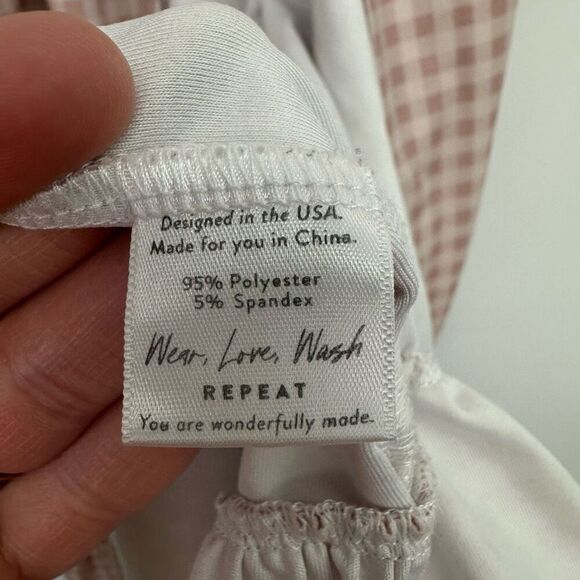 Designed in the USA.
Made for you in China.
95% Polyester
5% Spandex
Wear, Love, Wash
REPEAT
You are wonderfully made.